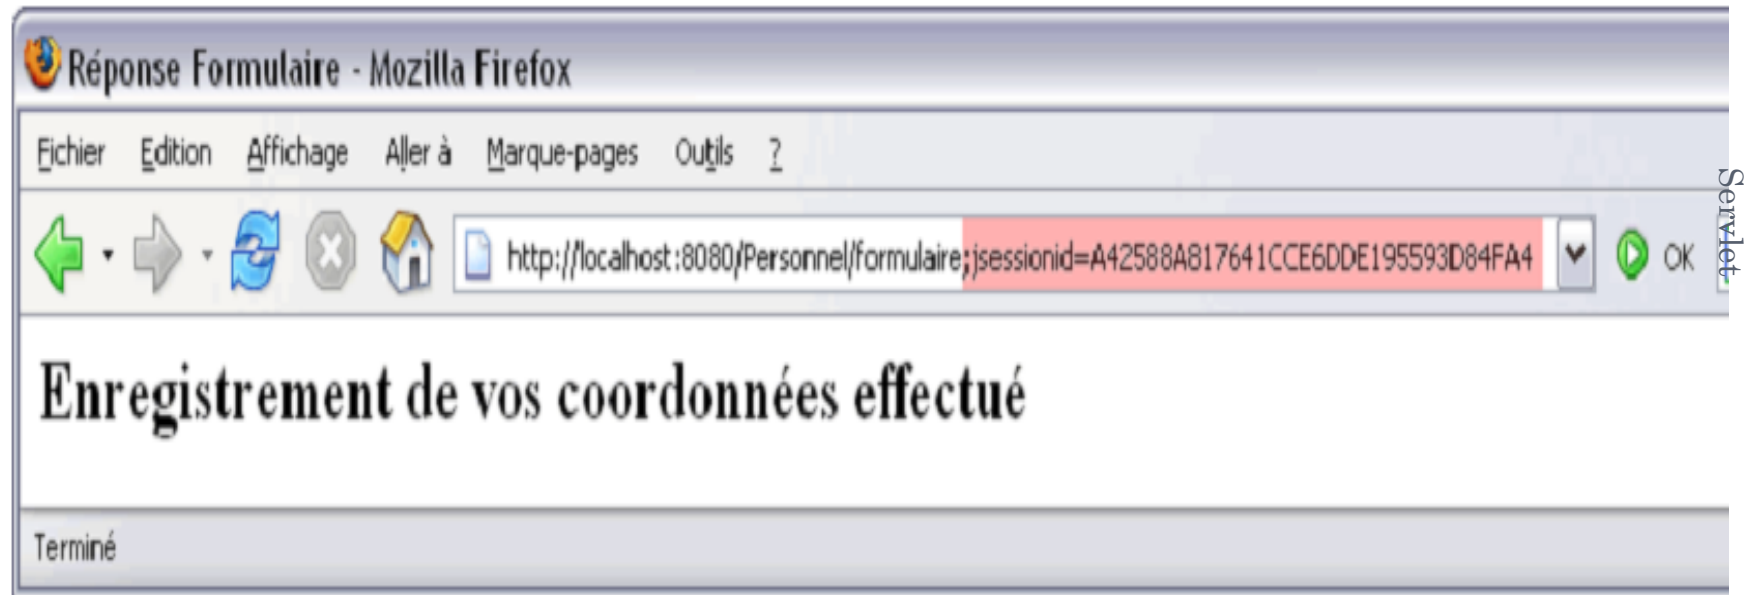 Réponse Formulaire - Mozilla Firefox
Fichier Edition Affichage Aller à Marque-pages Outils ?
http://localhost:8080/Personnel/formulaire;jsessionid=A42588A817641CCE6DDE195593D84FA4 OK
Servlet
Enregistrement de vos coordonnées effectué
Terminé